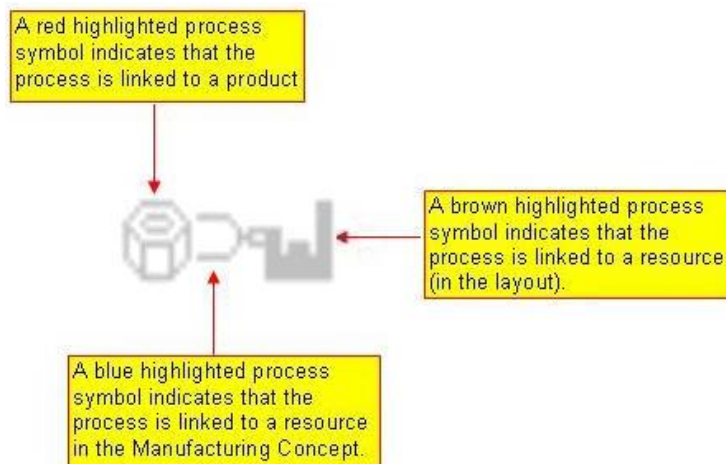 A red highlighted process
symbol indicates that the
process is linked to a product
A brown highlighted process
symbol indicates that the
process is linked to a resource
(in the layout).
A blue highlighted process
symbol indicates that the
process is linked to a resource
in the Manufacturing Concept.